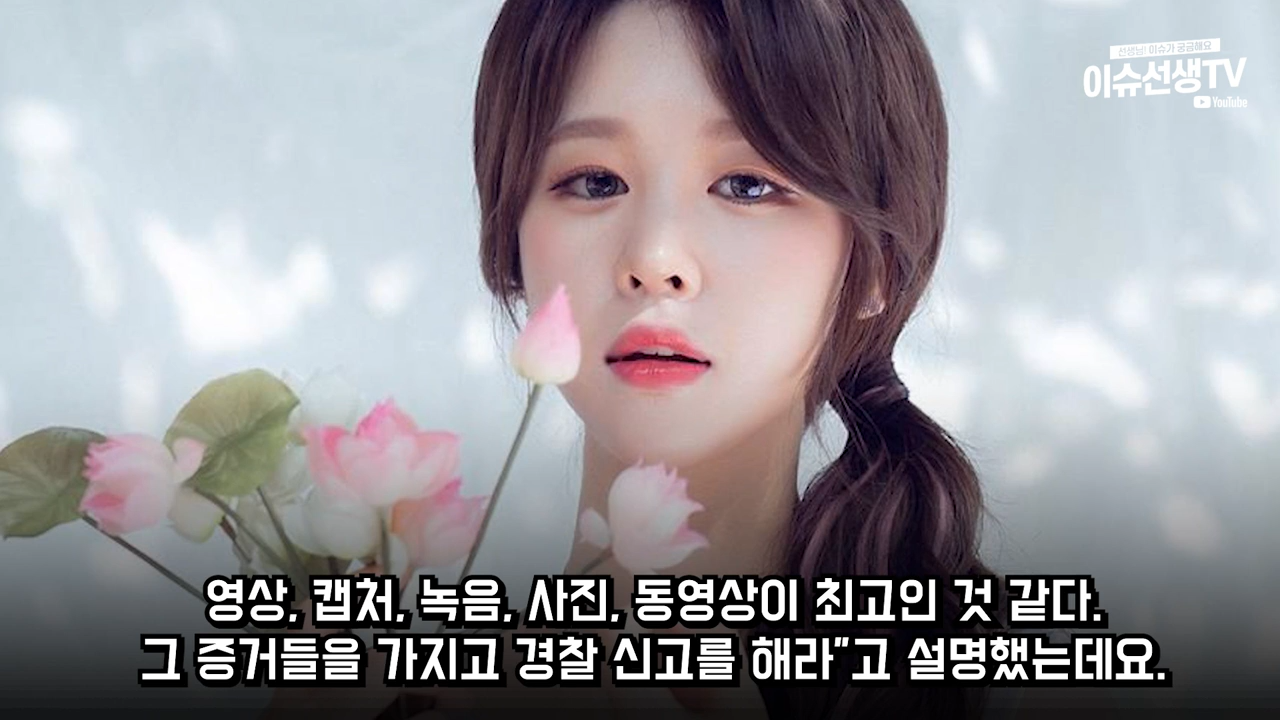 선생님! 이슈가 궁금해요
이슈선생TV
YouTube
영상, 캡처, 녹음, 사진, 동영상이 최고인 것 같다.
그 증거들을 가지고 경찰 신고를 해라"고 설명했는데요.